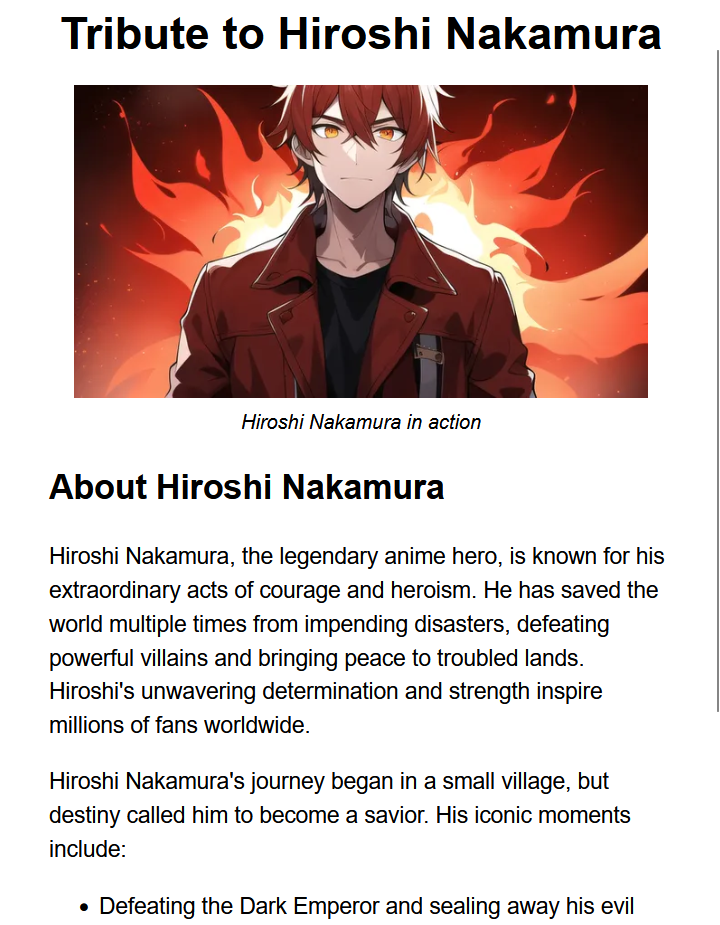 Tribute to Hiroshi Nakamura
Hiroshi Nakamura in action
About Hiroshi Nakamura
Hiroshi Nakamura, the legendary anime hero, is known for his
extraordinary acts of courage and heroism. He has saved the
world multiple times from impending disasters, defeating
powerful villains and bringing peace to troubled lands.
Hiroshi's unwavering determination and strength inspire
millions of fans worldwide.
Hiroshi Nakamura's journey began in a small village, but
destiny called him to become a savior. His iconic moments
include:
• Defeating the Dark Emperor and sealing away his evil